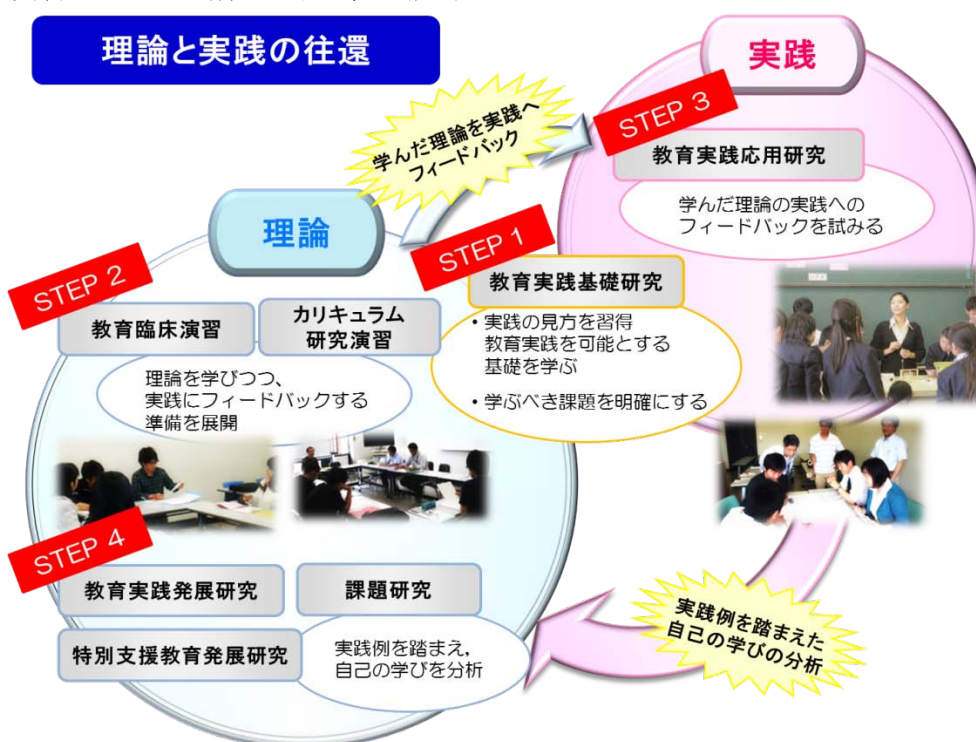 理論と実践の往還
実践
STEP 3
学んだ理論を実践へ
フィードバック
教育実践応用研究
学んだ理論の実践への
フィードバックを試みる
理論
STEP 1
教育実践基礎研究
・実践の見方を習得
教育実践を可能とする
基礎を学ぶ
・学ぶべき課題を明確にする
STEP 2
教育臨床演習
カリキュラム
研究演習
理論を学びつつ、
実践にフィードバックする
準備を展開
STEP 4
教育実践発展研究
課題研究
特別支援教育発展研究
実践例を踏まえ,
自己の学びを分析
実践例を踏まえた
自己の学びの分析